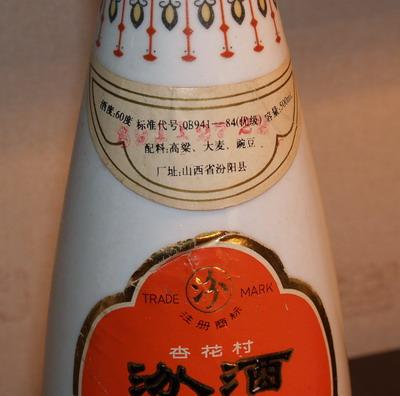 酒度:60度 标准代号:QB941—84(优级) 容量:500mL
配料:高粱、大麦、豌豆
厂址:山西省汾阳县
汾
TRADE MARK
注册商标
杏花村
汾酒